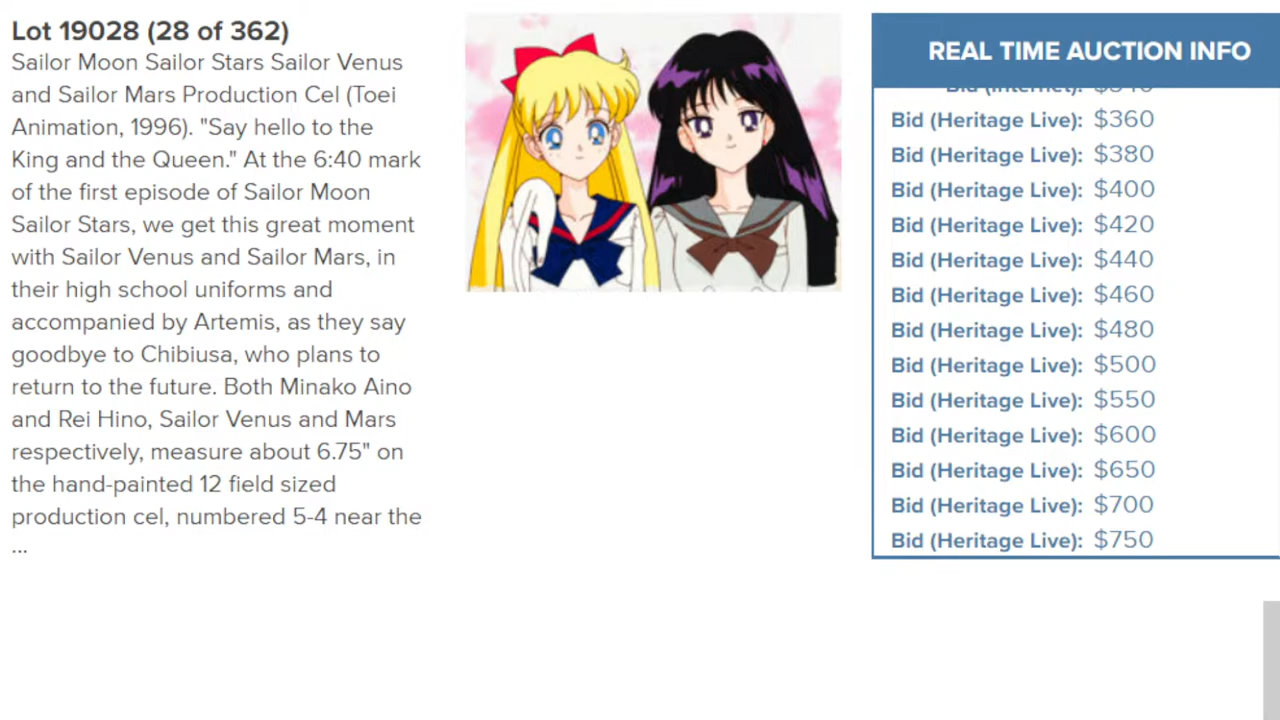 Lot 19028 (28 of 362)
Sailor Moon Sailor Stars Sailor Venus
and Sailor Mars Production Cel (Toei
Animation, 1996). "Say hello to the
King and the Queen." At the 6:40 mark
of the first episode of Sailor Moon
Sailor Stars, we get this great moment
with Sailor Venus and Sailor Mars, in
their high school uniforms and
accompanied by Artemis, as they say
goodbye to Chibiusa, who plans to
return to the future. Both Minako Aino
and Rei Hino, Sailor Venus and Mars
respectively, measure about 6.75" on
the hand-painted 12 field sized
production cel, numbered 5-4 near the
...
REAL TIME AUCTION INFO
Bid (Internet):
Bid (Heritage Live): $360
Bid (Heritage Live): $380
Bid (Heritage Live): $400
Bid (Heritage Live): $420
Bid (Heritage Live): $440
Bid (Heritage Live): $460
Bid (Heritage Live): $480
Bid (Heritage Live): $500
Bid (Heritage Live): $550
Bid (Heritage Live): $600
Bid (Heritage Live): $650
Bid (Heritage Live): $700
Bid (Heritage Live): $750